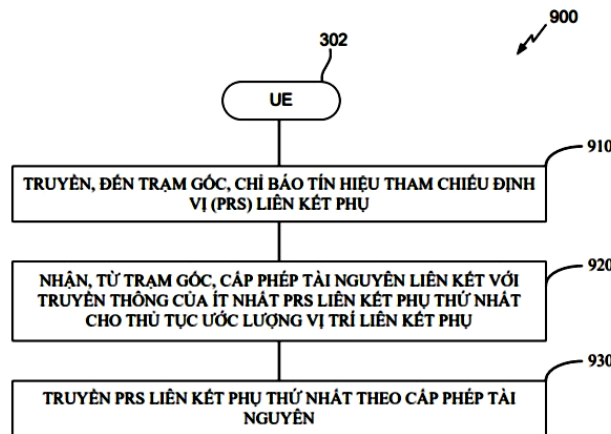 900
302
UE
910
TRUYỀN, ĐẾN TRẠM GỐC, CHỈ BÁO TÍN HIỆU THAM CHIẾU ĐỊNH
VỊ (PRS) LIÊN KẾT PHỤ
920
NHẬN, TỪ TRẠM GỐC, CẤP PHÉP TÀI NGUYÊN LIÊN KẾT VỚI
TRUYỀN THÔNG CỦA ÍT NHẤT PRS LIÊN KẾT PHỤ THỨ NHẤT
CHO THỦ TỤC ƯỚC LƯỢNG VỊ TRÍ LIÊN KẾT PHỤ
930
TRUYỀN PRS LIÊN KẾT PHỤ THỨ NHẤT THEO CẤP PHÉP TÀI
NGUYÊN